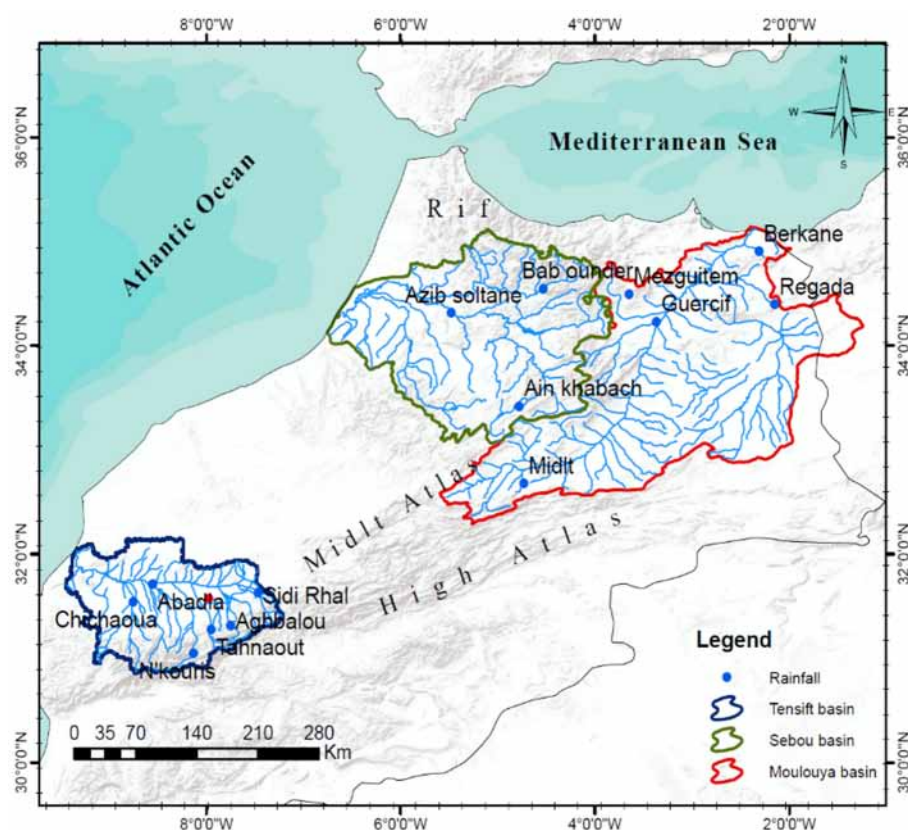 8°0'0"W 6°0'0"W 4°0'0"W 2°0'0"W
N
W E
S
36°0'0"N 36°0'0"N
Mediterranean Sea
Atlantic Ocean
Rif
Berkane
Bab ounder
Mezguitem
Regada
Azib soltane
Guercif
34°0'0"N 34°0'0"N
Ain khabach
Midlt
Midlt Atlas
High Atlas
32°0'0"N 32°0'0"N
Sidi Rhal
Abadla
Chichaoua
Aghbalou
Tahnaout
N'kouris
Legend
Rainfall
Tensift basin
Sebou basin
Moulouya basin
0 35 70 140 210 280
Km
30°0'0"N 30°0'0"N
8°0'0"W 6°0'0"W 4°0'0"W 2°0'0"W